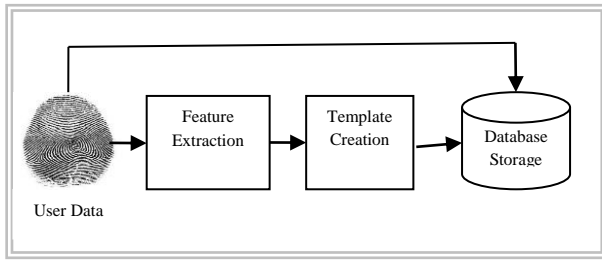 Feature
Extraction
Template
Creation
Database
Storage
User Data